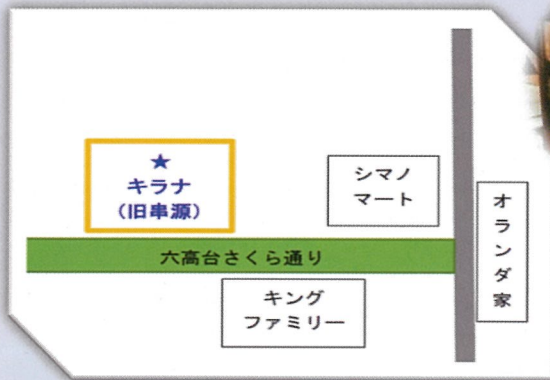 ★
キラナ
（旧串源）
シマノ
マート
オランダ家
六高台さくら通り
キング
ファミリー